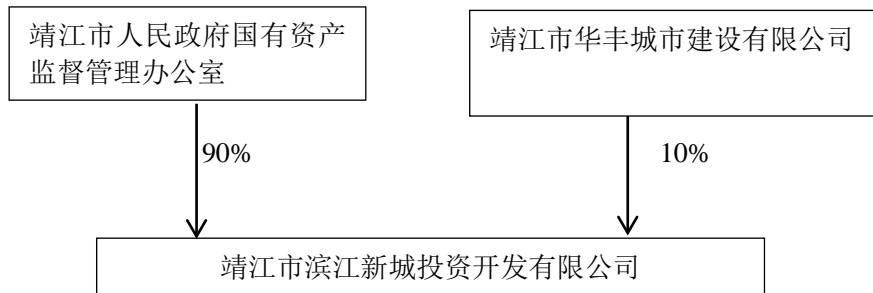 靖江市人民政府国有资产
监督管理办公室
靖江市华丰城市建设有限公司
90%
10%
靖江市滨江新城投资开发有限公司